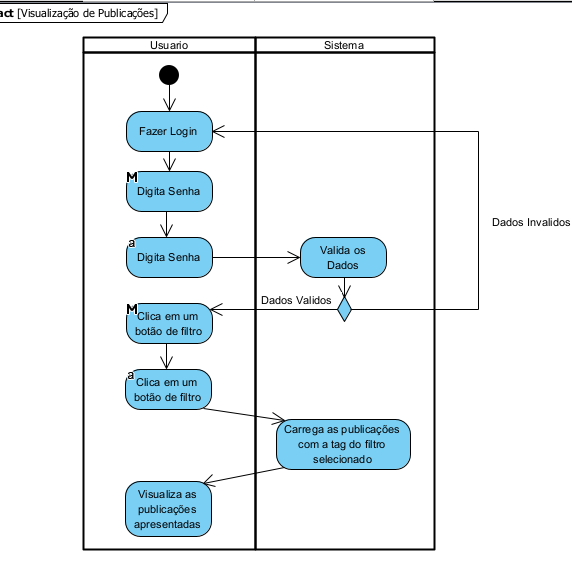 act [Visualização de Publicações]
Usuario
Sistema
Fazer Login
M
Digita Senha
a
Digita Senha
Valida os
Dados
Dados Invalidos
Dados Validos
M
Clica em um
botão de filtro
a
Clica em um
botão de filtro
Carrega as publicações
com a tag do filtro
selecionado
Visualiza as
publicações
apresentadas